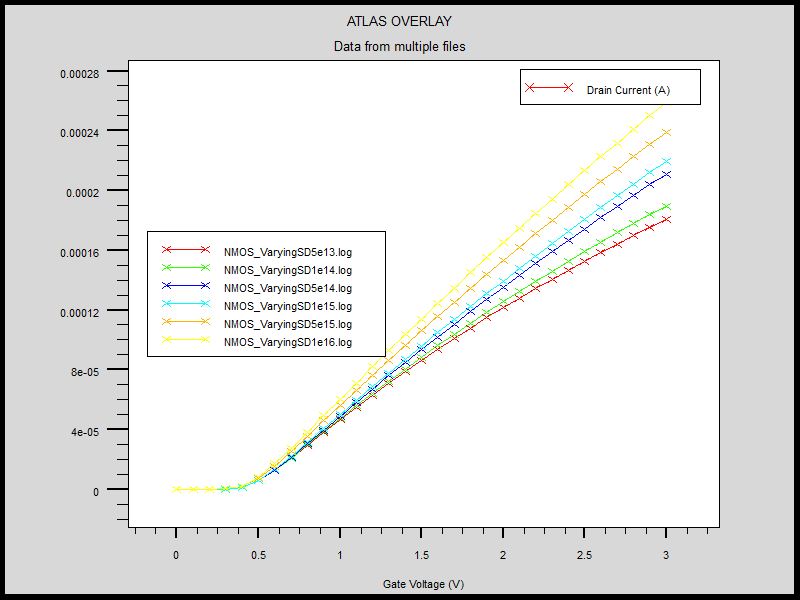 ATLAS OVERLAY
Data from multiple files
Drain Current (A)
0.00028
0.00024
0.0002
0.00016
0.00012
8e-05
4e-05
0
NMOS_VaryingSD5e13.log
NMOS_VaryingSD1e14.log
NMOS_VaryingSD5e14.log
NMOS_VaryingSD1e15.log
NMOS_VaryingSD5e15.log
NMOS_VaryingSD1e16.log
0 0.5 1 1.5 2 2.5 3
Gate Voltage (V)